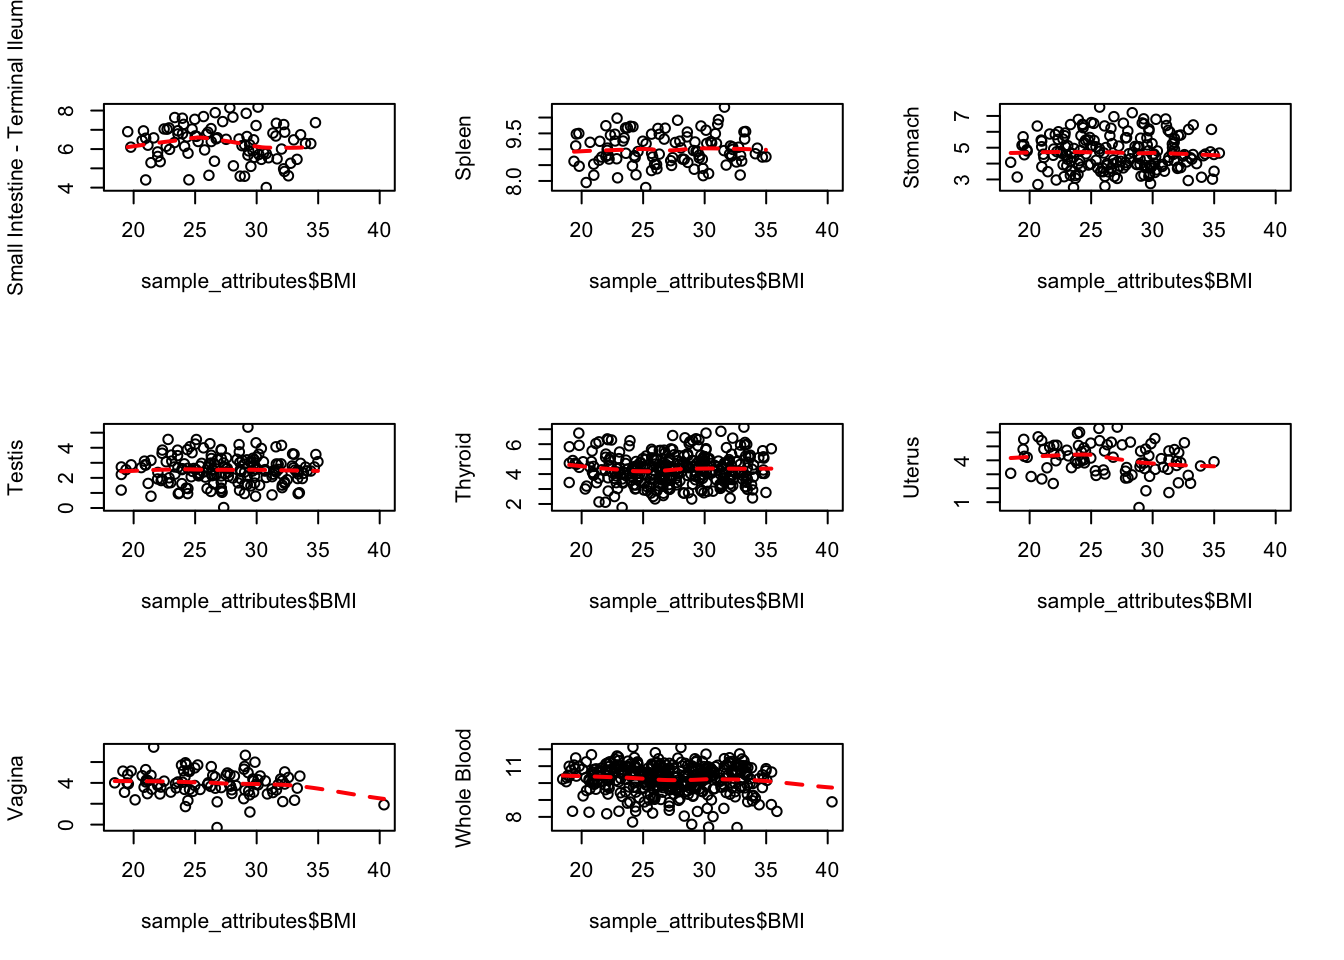 Small Intestine - Terminal Ileum
4 6 8
20 25 30 35 40
sample_attributes$BMI
Spleen
8.0 9.5
20 25 30 35 40
sample_attributes$BMI
Stomach
3 5 7
20 25 30 35 40
sample_attributes$BMI
Testis
0 2 4
20 25 30 35 40
sample_attributes$BMI
Thyroid
2 4 6
20 25 30 35 40
sample_attributes$BMI
Uterus
1 4
20 25 30 35 40
sample_attributes$BMI
Vagina
0 4
20 25 30 35 40
sample_attributes$BMI
Whole Blood
8 11
20 25 30 35 40
sample_attributes$BMI